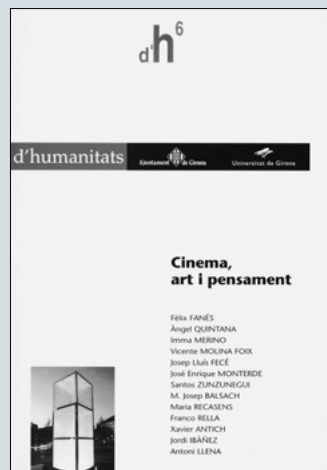 d'h6
d'humanitats Ajuntament de Girona Universitat de Girona
Cinema,
art i pensament
Fèlix FANÉS
Àngel QUINTANA
Imma MERINO
Vicente MOLINA FOIX
Josep Lluís FECÉ
José Enrique MONTERDE
Santos ZUNZUNEGUI
M. Josep BALSACH
Maria RECASENS
Franco RELLA
Xavier ANTICH
Jordi IBÀÑEZ
Antoni LLENA